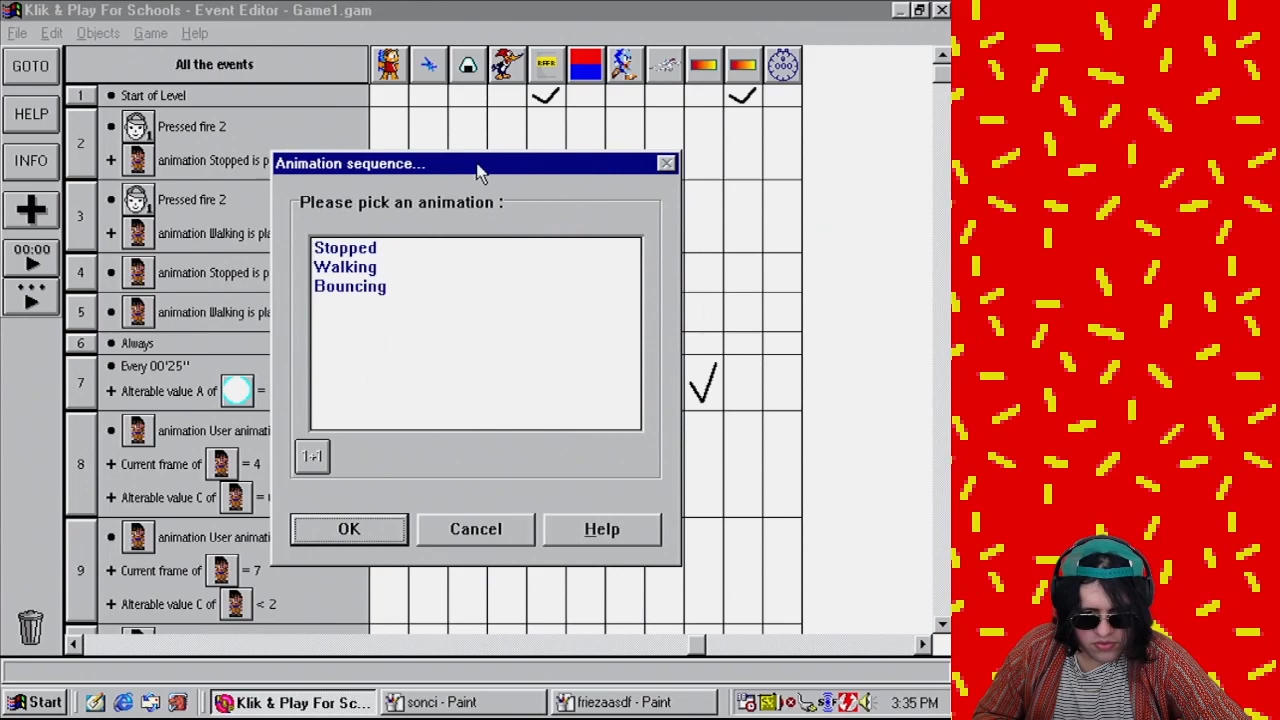 Klik & Play For Schools - Event Editor - Game1.gam
File Edit Objects Game Help
GOTO
HELP
INFO
00:00
All the events
000
1 Start of Level
2 Pressed fire 2
+ animation Stopped is p
3 Pressed fire 2
+ animation Walking is pla
4 animation Stopped is p
5 animation Walking is pla
6 Always
7 Every 00'25"
+ Alterable value A of =
8 animation User animati
+ Current frame of = 4
+ Alterable value C of =
9 animation User animati
+ Current frame of = 7
+ Alterable value C of < 2
Animation sequence...
Please pick an animation :
Stopped
Walking
Bouncing
1+1
OK Cancel Help
Start Klik & Play For Sc... sonci - Paint friezaasdf - Paint 3:35 PM